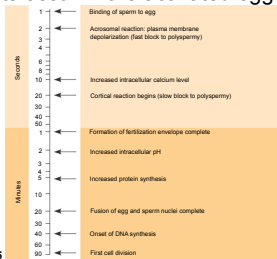 Seconds
1
Binding of sperm to egg
2
Acrosomal reaction: plasma membrane
depolarization (fast block to polyspermy)
3
4
6
8
10
Increased intracellular calcium level
20
Cortical reaction begins (slow block to polyspermy)
30
40
50
Minutes
1
Formation of fertilization envelope complete
2
Increased intracellular pH
3
4
5
Increased protein synthesis
10
20
Fusion of egg and sperm nuclei complete
30
40
Onset of DNA synthesis
60
90
First cell division